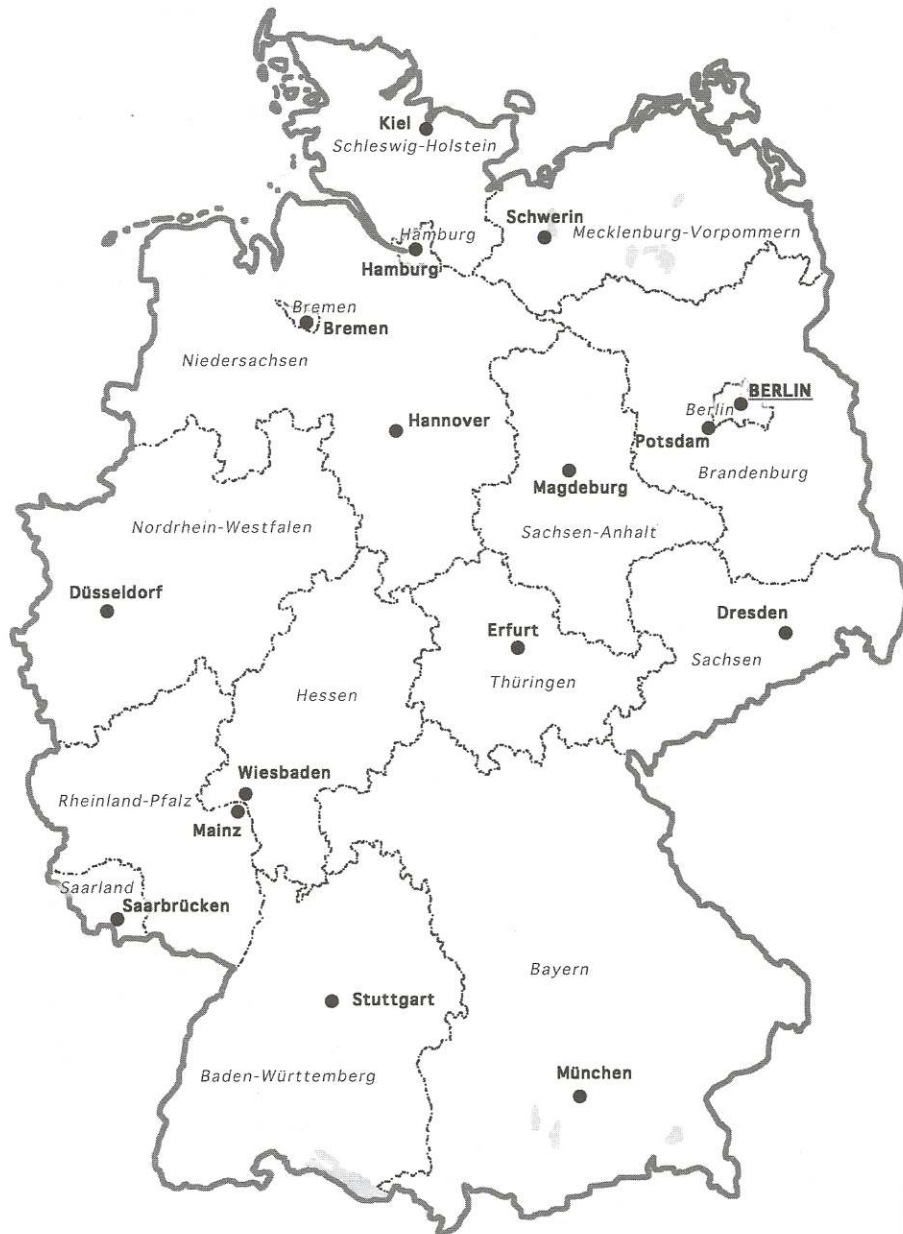 Kiel
Schleswig-Holstein
Schwerin
Mecklenburg-Vorpommern
Hamburg
Hamburg
Bremen
Bremen
Niedersachsen
BERLIN
Berlin
Hannover
Potsdam
Brandenburg
Magdeburg
Nordrhein-Westfalen
Sachsen-Anhalt
Düsseldorf
Erfurt
Dresden
Sachsen
Thüringen
Hessen
Wiesbaden
Rheinland-Pfalz
Mainz
Saarland
Saarbrücken
Bayern
Stuttgart
Baden-Württemberg
München